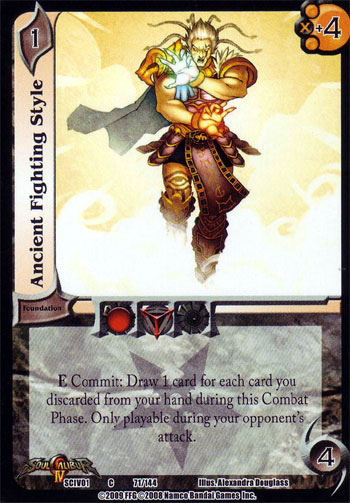 1
X +4
Ancient Fighting Style
Foundation
E Commit: Draw 1 card for each card you
discarded from your hand during this Combat
Phase. Only playable during your opponent's
attack.
4
SOULCALIBUR
IV
SCIV01 C 71/144 Illus. Alexandra Douglass
©2009 FFG ©2008 Namco Bandai Games Inc.